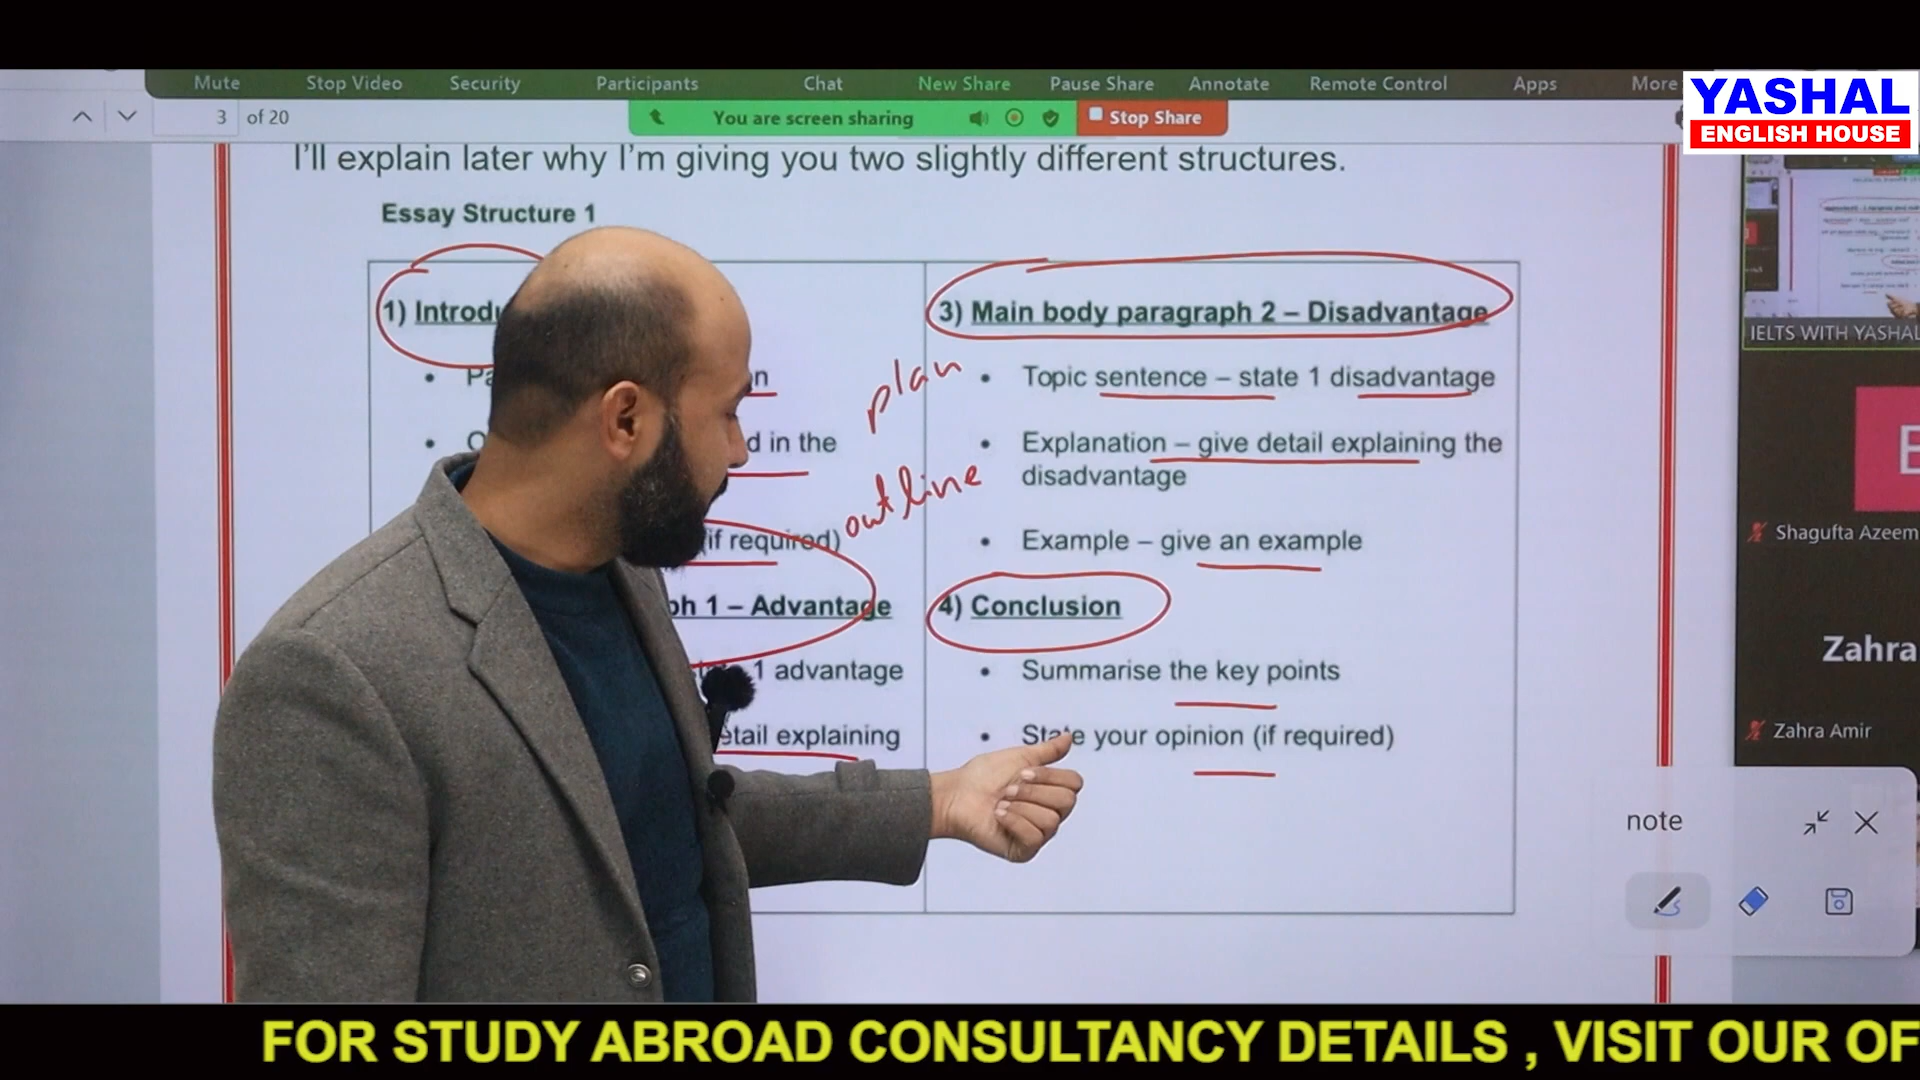 Mute Stop Video Security Participants Chat New Share Pause Share Annotate Remote Control Apps More
3 of 20
You are screen sharing Stop Share
YASHAL
ENGLISH HOUSE
I'll explain later why I'm giving you two slightly different structures.
Essay Structure 1
1) Introdu
n
d in the
(if required)
ph 1 – Advantage
1 advantage
etail explaining
plan
outline
3) Main body paragraph 2 – Disadvantage
• Topic sentence – state 1 disadvantage
• Explanation – give detail explaining the
disadvantage
• Example – give an example
4) Conclusion
• Summarise the key points
• State your opinion (if required)
IELTS WITH YASHAL
E
Shagufta Azeem
Zahra
Zahra Amir
note
FOR STUDY ABROAD CONSULTANCY DETAILS , VISIT OUR OF